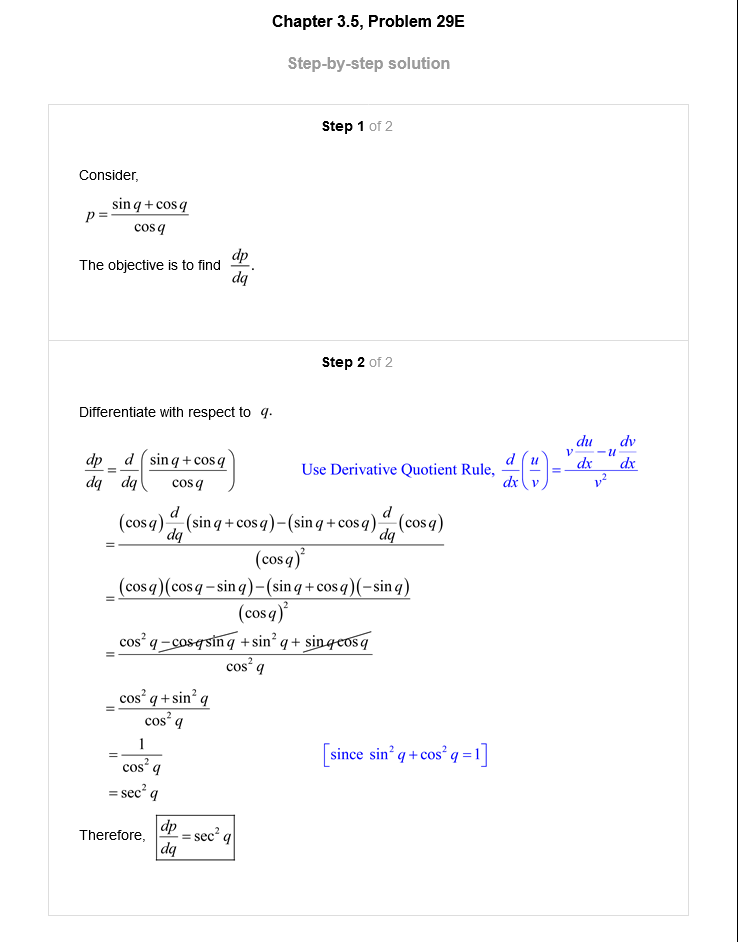 Chapter 3.5, Problem 29E
Step-by-step solution
Step 1 of 2
Consider,
p = \frac{\sin q + \cos q}{\cos q}
The objective is to find \frac{dp}{dq}.
Step 2 of 2
Differentiate with respect to q.
\frac{dp}{dq} = \frac{d}{dq}\left(\frac{\sin q + \cos q}{\cos q}\right) Use Derivative Quotient Rule, \frac{d}{dx}\left(\frac{u}{v}\right) = \frac{v\frac{du}{dx} - u\frac{dv}{dx}}{v^2}
= \frac{(\cos q)\frac{d}{dq}(\sin q + \cos q) - (\sin q + \cos q)\frac{d}{dq}(\cos q)}{(\cos q)^2}
= \frac{(\cos q)(\cos q - \sin q) - (\sin q + \cos q)(-\sin q)}{(\cos q)^2}
= \frac{\cos^2 q - \cos q \sin q + \sin^2 q + \sin q \cos q}{\cos^2 q}
= \frac{\cos^2 q + \sin^2 q}{\cos^2 q}
= \frac{1}{\cos^2 q} [since \sin^2 q + \cos^2 q = 1]
= \sec^2 q
Therefore, \frac{dp}{dq} = \sec^2 q